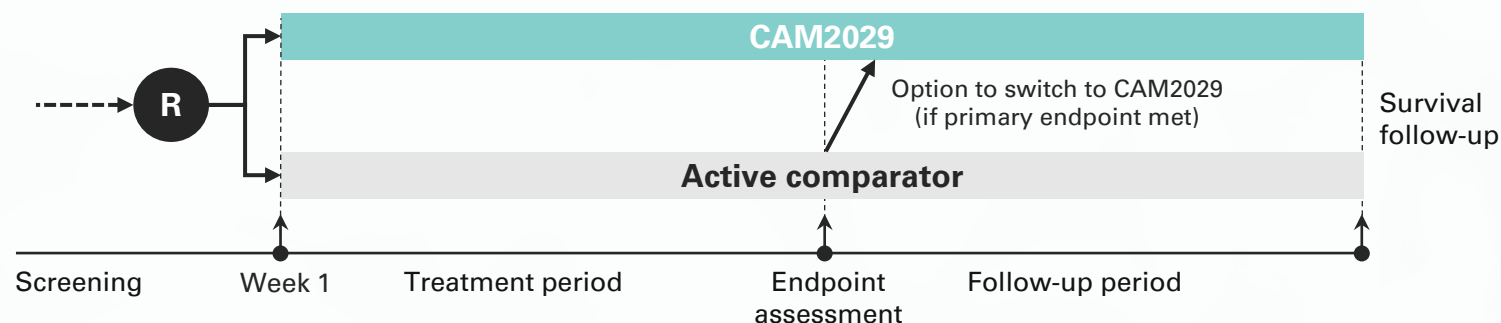 CAM2029
R
Option to switch to CAM2029
(if primary endpoint met)
Survival
follow-up
Active comparator
Screening
Week 1
Treatment period
Endpoint
assessment
Follow-up period